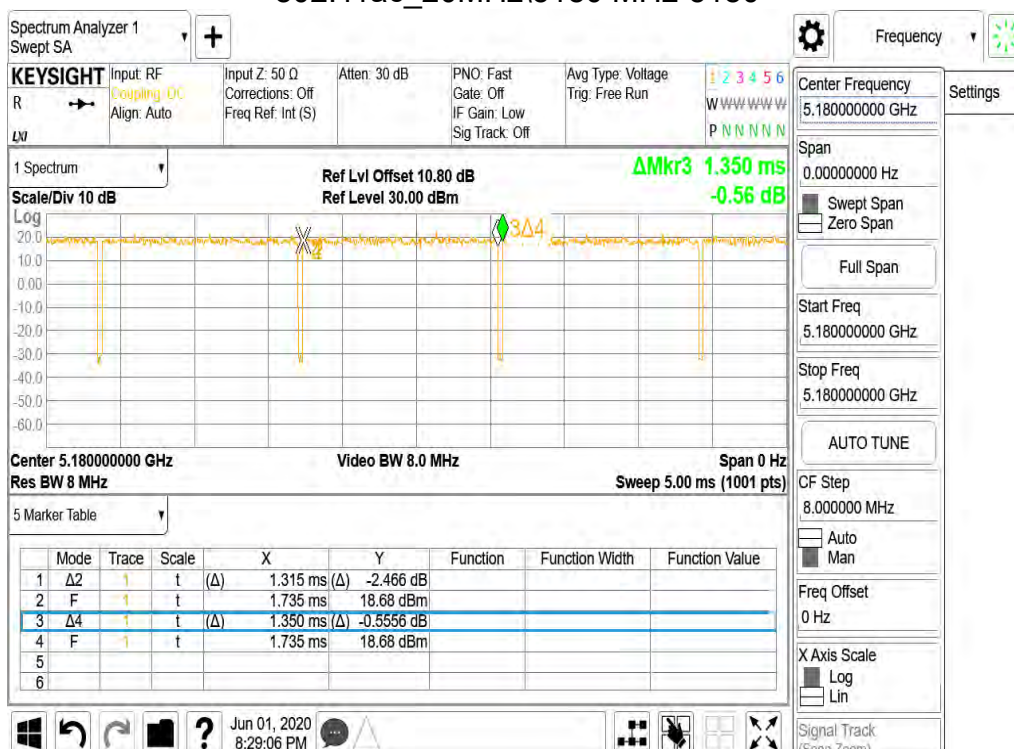 Spectrum Analyzer 1
Swept SA
+
Frequency
KEYSIGHT
R
LXI
Input: RF
Coupling: DC
Align: Auto
Input Z: 50 Ω
Corrections: Off
Freq Ref: Int (S)
Atten: 30 dB
PNO: Fast
Gate: Off
IF Gain: Low
Sig Track: Off
Avg Type: Voltage
Trig: Free Run
1 2 3 4 5 6
W W W W W W
P N N N N N
Center Frequency
5.180000000 GHz
Settings
1 Spectrum
Scale/Div 10 dB
Ref Lvl Offset 10.80 dB
Ref Level 30.00 dBm
ΔMkr3 1.350 ms
-0.56 dB
Span
0.00000000 Hz
Swept Span
Zero Span
Log
20.0
10.0
0.00
-10.0
-20.0
-30.0
-40.0
-50.0
-60.0
3Δ4
Full Span
Start Freq
5.180000000 GHz
Stop Freq
5.180000000 GHz
AUTO TUNE
Center 5.180000000 GHz
Res BW 8 MHz
Video BW 8.0 MHz
Span 0 Hz
Sweep 5.00 ms (1001 pts)
CF Step
8.000000 MHz
Auto
Man
5 Marker Table
Mode Trace Scale X Y Function Function Width Function Value
1 Δ2 1 t (Δ) 1.315 ms (Δ) -2.466 dB
2 F 1 t 1.735 ms 18.68 dBm
3 Δ4 1 t (Δ) 1.350 ms (Δ) -0.5556 dB
4 F 1 t 1.735 ms 18.68 dBm
5
6
Freq Offset
0 Hz
X Axis Scale
Log
Lin
Signal Track
(Span Zoom)
?
Jun 01, 2020
8:29:06 PM